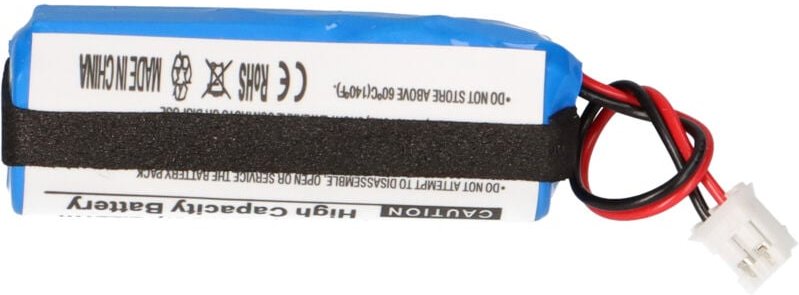 High Capacity Battery
CAUTION
•DO NOT ATTEMPT TO DISASSEMBLE, OPEN OR SERVICE THE BATTERY PACK
•DO NOT STORE ABOVE 60ºC(140ºF).
CE RoHS MADE IN CHINA